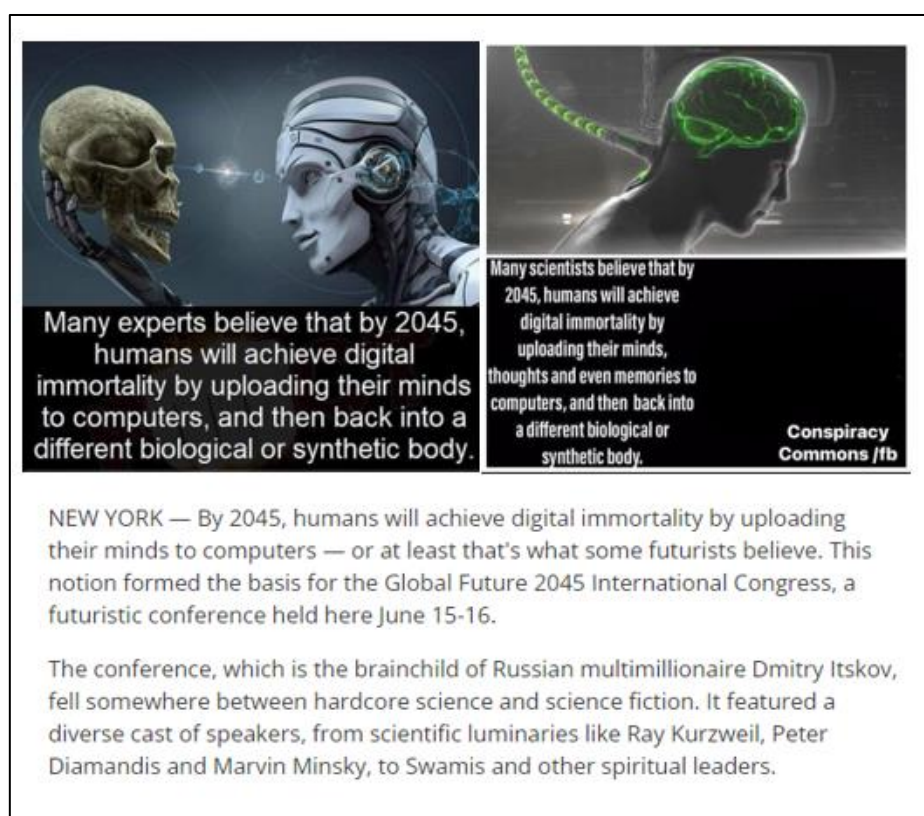 Many experts believe that by 2045,
humans will achieve digital
immortality by uploading their minds
to computers, and then back into a
different biological or synthetic body.
Many scientists believe that by
2045, humans will achieve
digital immortality by
uploading their minds,
thoughts and even memories to
computers, and then back into
a different biological or
synthetic body.
Conspiracy
Commons /fb
NEW YORK — By 2045, humans will achieve digital immortality by uploading
their minds to computers — or at least that's what some futurists believe. This
notion formed the basis for the Global Future 2045 International Congress, a
futuristic conference held here June 15-16.
The conference, which is the brainchild of Russian multimillionaire Dmitry Itskov,
fell somewhere between hardcore science and science fiction. It featured a
diverse cast of speakers, from scientific luminaries like Ray Kurzweil, Peter
Diamandis and Marvin Minsky, to Swamis and other spiritual leaders.